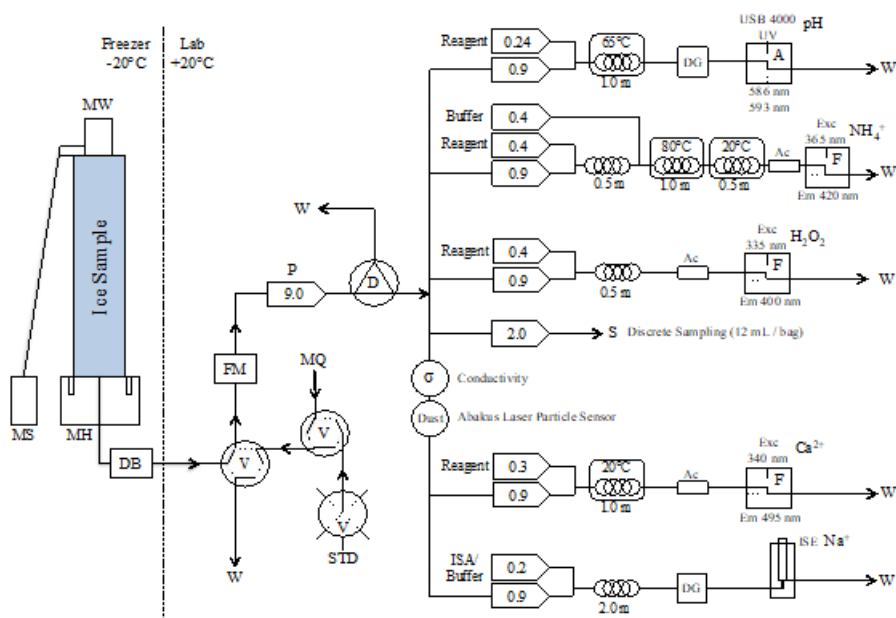 Freezer
-20°C
Lab
+20°C
MW
Ice Sample
MS
MH
DB
W
FM
P
9.0
W
D
MQ
V
V
V
STD
Reagent
0.24
0.9
65°C
1.0 m
DG
USB 4000
UV
pH
A
586 nm
593 nm
W
Buffer
0.4
Reagent
0.4
0.9
0.5 m
80°C
1.0 m
20°C
0.5 m
Ac
Exc
365 nm
NH₄⁺
F
Em 420 nm
W
Reagent
0.4
0.9
0.5 m
Ac
Exc
335 nm
H₂O₂
F
Em 400 nm
W
2.0
S Discrete Sampling (12 mL / bag)
σ Conductivity
Dust Abakus Laser Particle Sensor
Reagent
0.3
0.9
20°C
1.0 m
Ac
Exc
340 nm
Ca²⁺
F
Em 495 nm
W
ISA/
Buffer
0.2
0.9
2.0 m
DG
ISE Na⁺
W